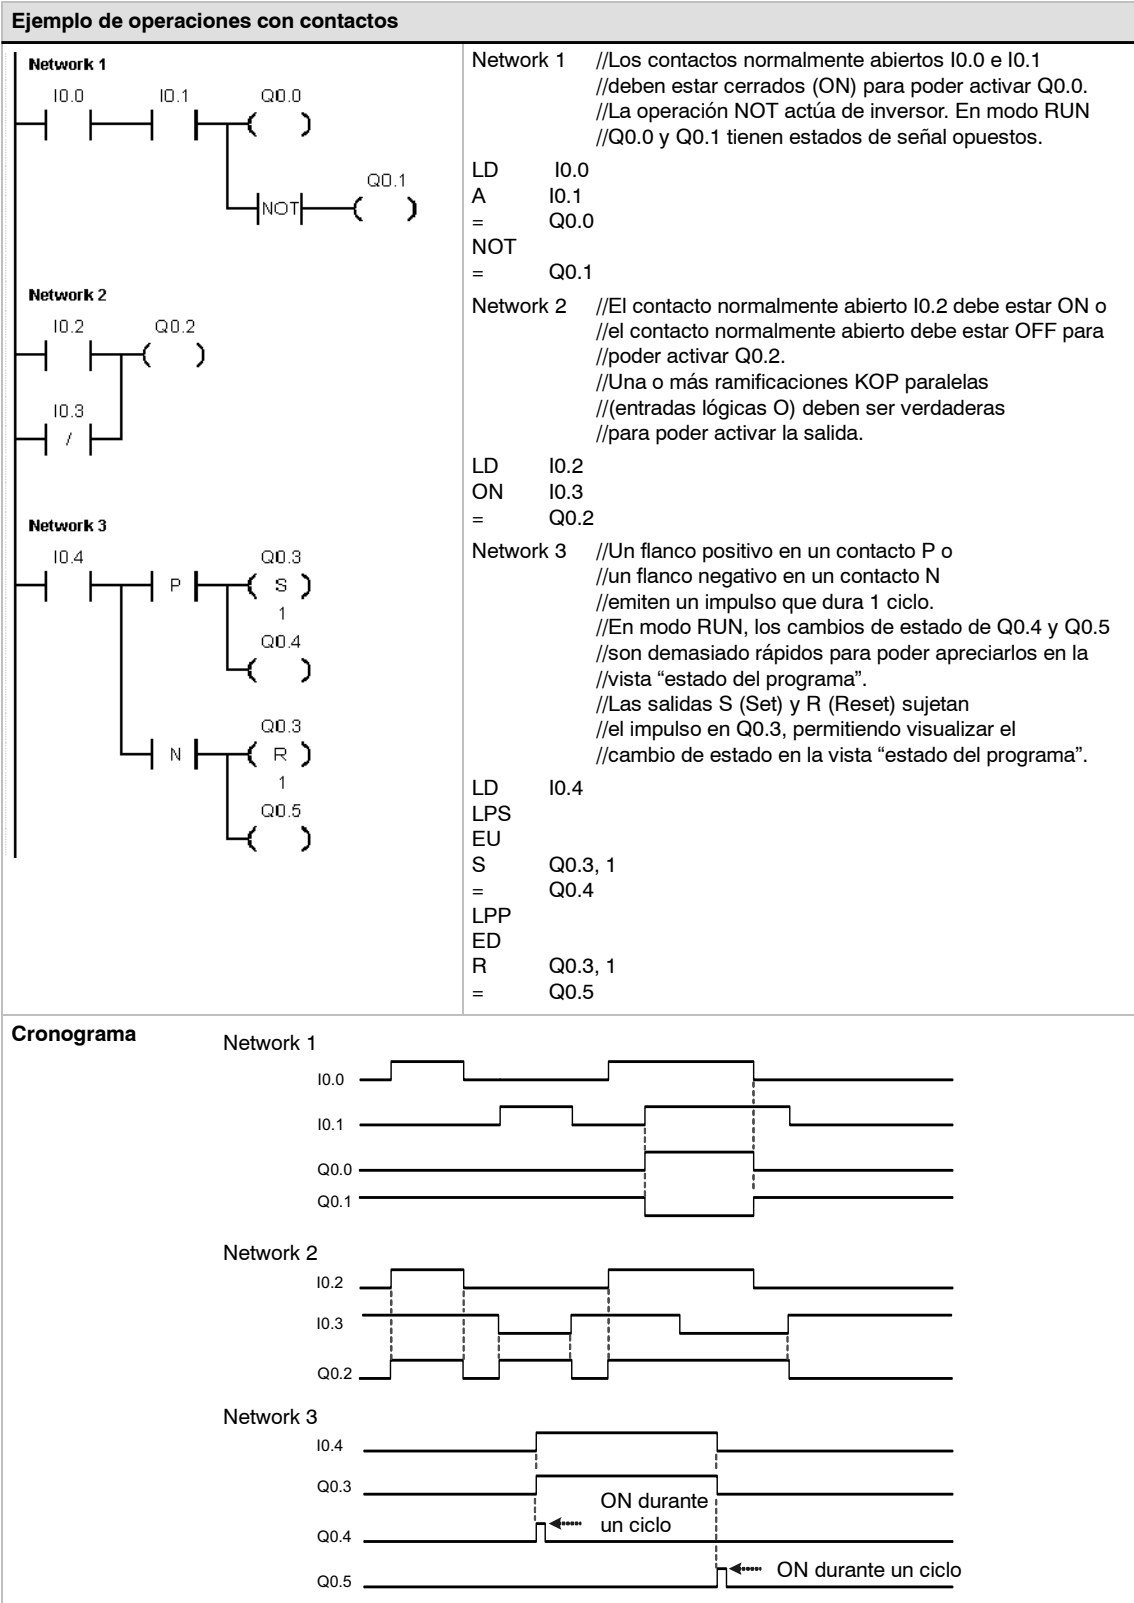 Ejemplo de operaciones con contactos
Network 1
I0.0 I0.1 Q0.0
NOT
Q0.1
Network 2
I0.2 Q0.2
I0.3
/
Network 3
I0.4 Q0.3
P S
1
Q0.4
Q0.3
N R
1
Q0.5
Network 1 //Los contactos normalmente abiertos I0.0 e I0.1
//deben estar cerrados (ON) para poder activar Q0.0.
//La operación NOT actúa de inversor. En modo RUN
//Q0.0 y Q0.1 tienen estados de señal opuestos.
LD I0.0
A I0.1
= Q0.0
NOT
= Q0.1
Network 2 //El contacto normalmente abierto I0.2 debe estar ON o
//el contacto normalmente abierto debe estar OFF para
//poder activar Q0.2.
//Una o más ramificaciones KOP paralelas
//(entradas lógicas O) deben ser verdaderas
//para poder activar la salida.
LD I0.2
ON I0.3
= Q0.2
Network 3 //Un flanco positivo en un contacto P o
//un flanco negativo en un contacto N
//emiten un impulso que dura 1 ciclo.
//En modo RUN, los cambios de estado de Q0.4 y Q0.5
//son demasiado rápidos para poder apreciarlos en la
//vista “estado del programa”.
//Las salidas S (Set) y R (Reset) sujetan
//el impulso en Q0.3, permitiendo visualizar el
//cambio de estado en la vista “estado del programa”.
LD I0.4
LPS
EU
S Q0.3, 1
= Q0.4
LPP
ED
R Q0.3, 1
= Q0.5
Cronograma
Network 1
I0.0
I0.1
Q0.0
Q0.1
Network 2
I0.2
I0.3
Q0.2
Network 3
I0.4
Q0.3
ON durante
un ciclo
Q0.4
ON durante un ciclo
Q0.5